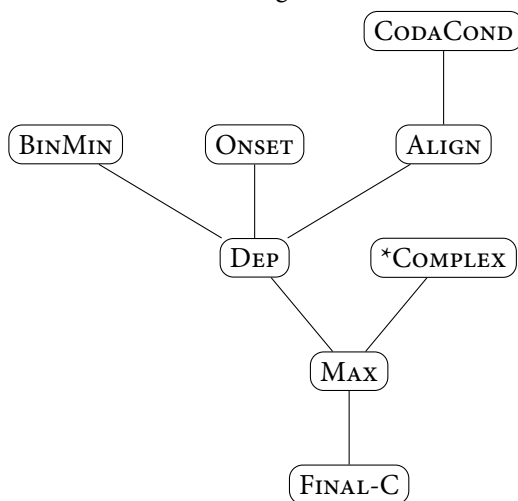 CodaCond
BinMin
Onset
Align
Dep
*Complex
Max
Final-C